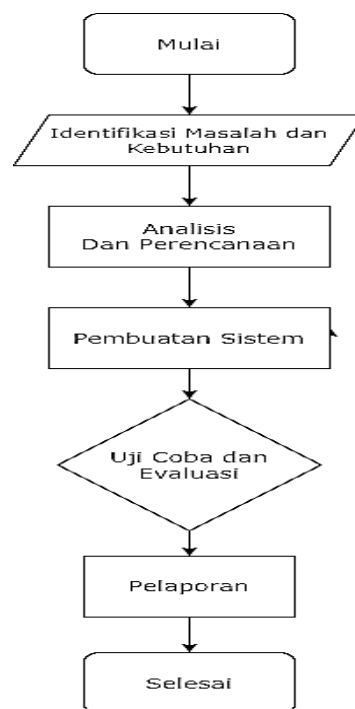 Mulai
Identifikasi Masalah dan
Kebutuhan
Analisis
Dan Perencanaan
Pembuatan Sistem
Uji Coba dan
Evaluasi
Pelaporan
Selesai